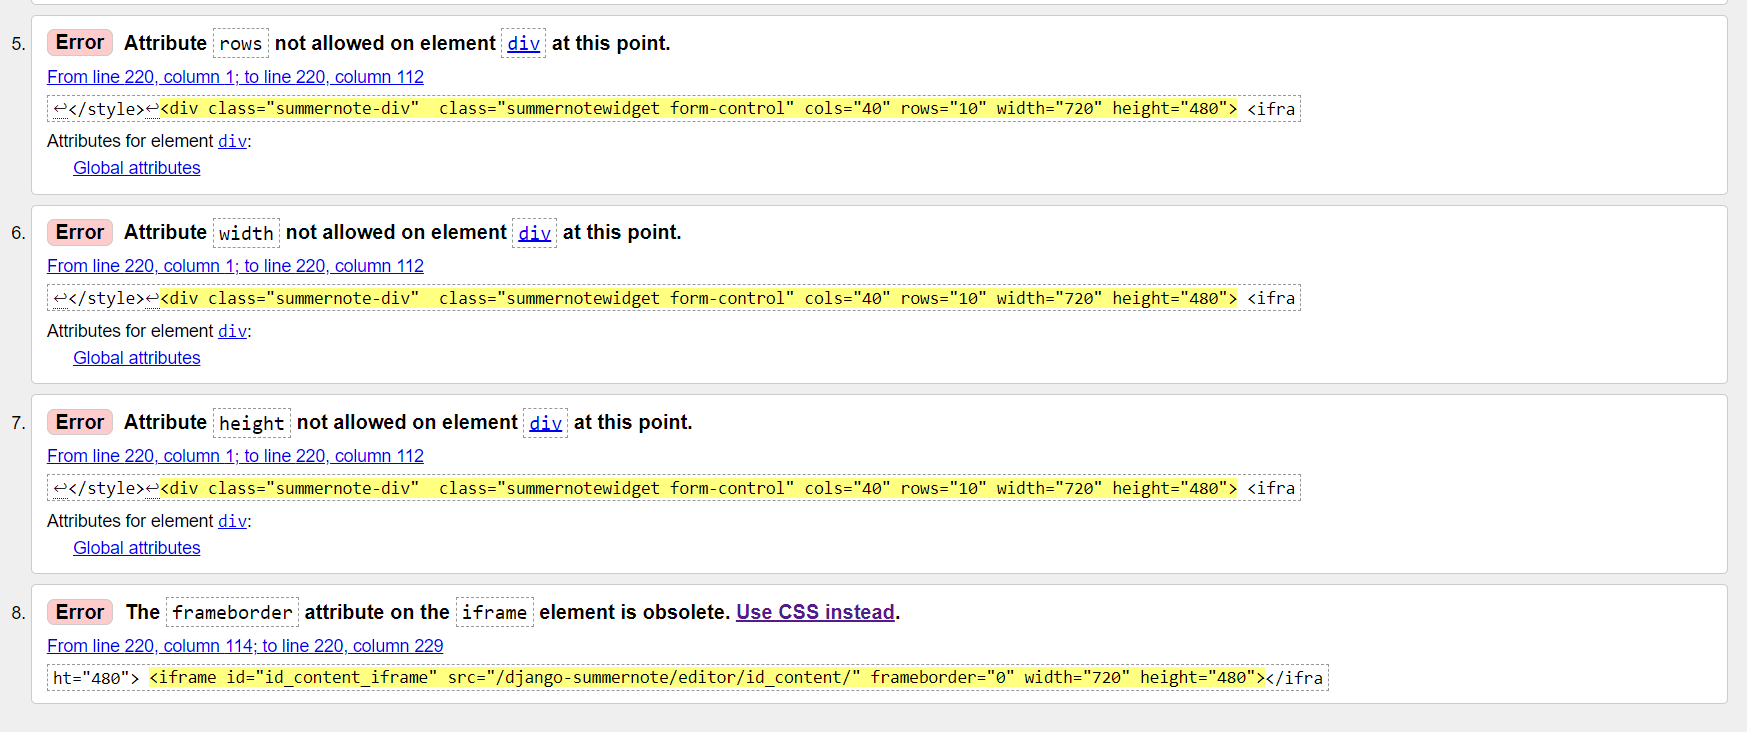 5. Error Attribute rows not allowed on element div at this point.
From line 220, column 1; to line 220, column 112
↩</style>↩<div class="summernote-div"  class="summernotewidget form-control" cols="40" rows="10" width="720" height="480"> <ifra
Attributes for element div:
Global attributes
6. Error Attribute width not allowed on element div at this point.
From line 220, column 1; to line 220, column 112
↩</style>↩<div class="summernote-div"  class="summernotewidget form-control" cols="40" rows="10" width="720" height="480"> <ifra
Attributes for element div:
Global attributes
7. Error Attribute height not allowed on element div at this point.
From line 220, column 1; to line 220, column 112
↩</style>↩<div class="summernote-div"  class="summernotewidget form-control" cols="40" rows="10" width="720" height="480"> <ifra
Attributes for element div:
Global attributes
8. Error The frameborder attribute on the iframe element is obsolete. Use CSS instead.
From line 220, column 114; to line 220, column 229
ht="480"> <iframe id="id_content_iframe" src="/django-summernote/editor/id_content/" frameborder="0" width="720" height="480"></ifra